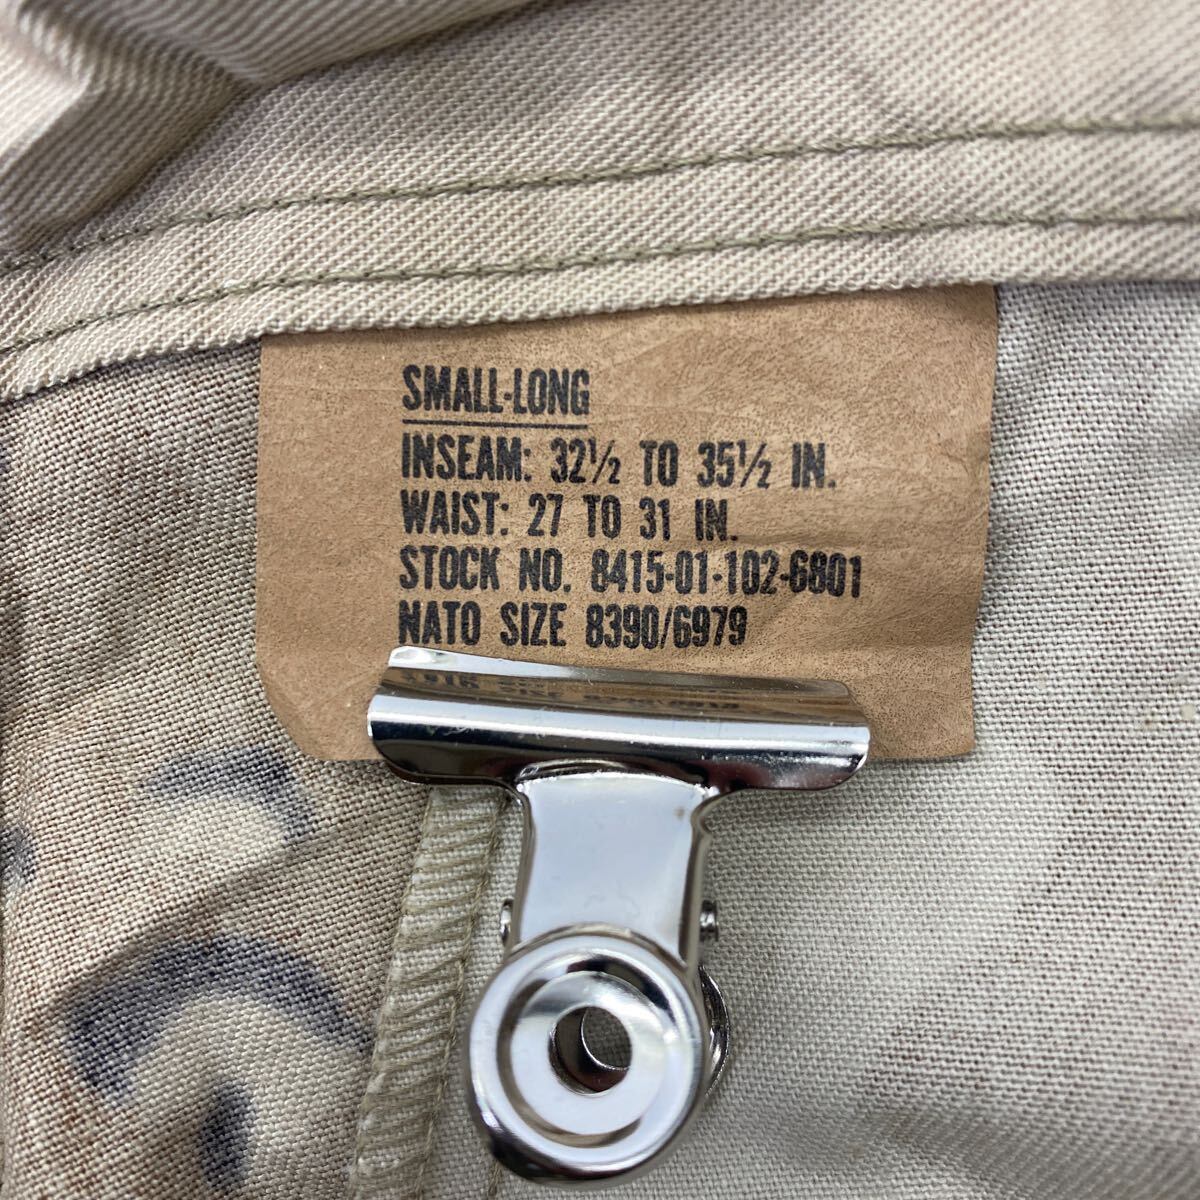 SMALL-LONG
INSEAM: 32½ TO 35½ IN.
WAIST: 27 TO 31 IN.
STOCK NO. 8415-01-102-6801
NATO SIZE 8390/6979